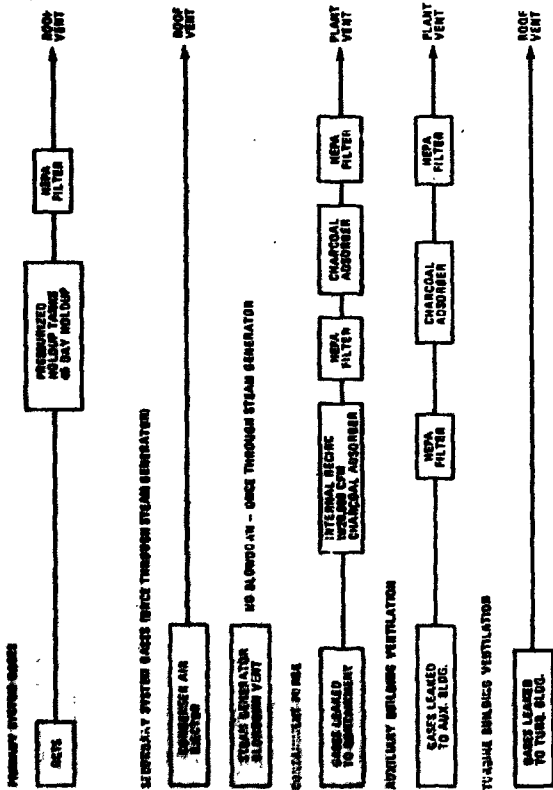 PRIMARY SYSTEM GASES
PRESSURIZED
HOLDUP TANKS
DAY HOLDUP
HEPA
FILTER
ROOF
VENT
SECONDARY SYSTEM GASES (ONCE THROUGH STEAM GENERATOR)
CONDENSER AIR
EJECTOR
ROOF
VENT
STEAM GENERATOR
BLOWDOWN VENT
NO BLOWDOWN - ONCE THROUGH STEAM GENERATOR
CONTAINMENT PURGE
GASES LEAKED
TO CONTAINMENT
INTERNAL RECIRC
CFM
CHARCOAL ADSORBER
HEPA
FILTER
CHARCOAL
ADSORBER
HEPA
FILTER
PLANT
VENT
AUXILIARY BUILDING VENTILATION
GASES LEAKED
TO AUX. BLDG.
HEPA
FILTER
CHARCOAL
ADSORBER
HEPA
FILTER
PLANT
VENT
TURBINE BUILDING VENTILATION
GASES LEAKED
TO TURB. BLDG.
ROOF
VENT